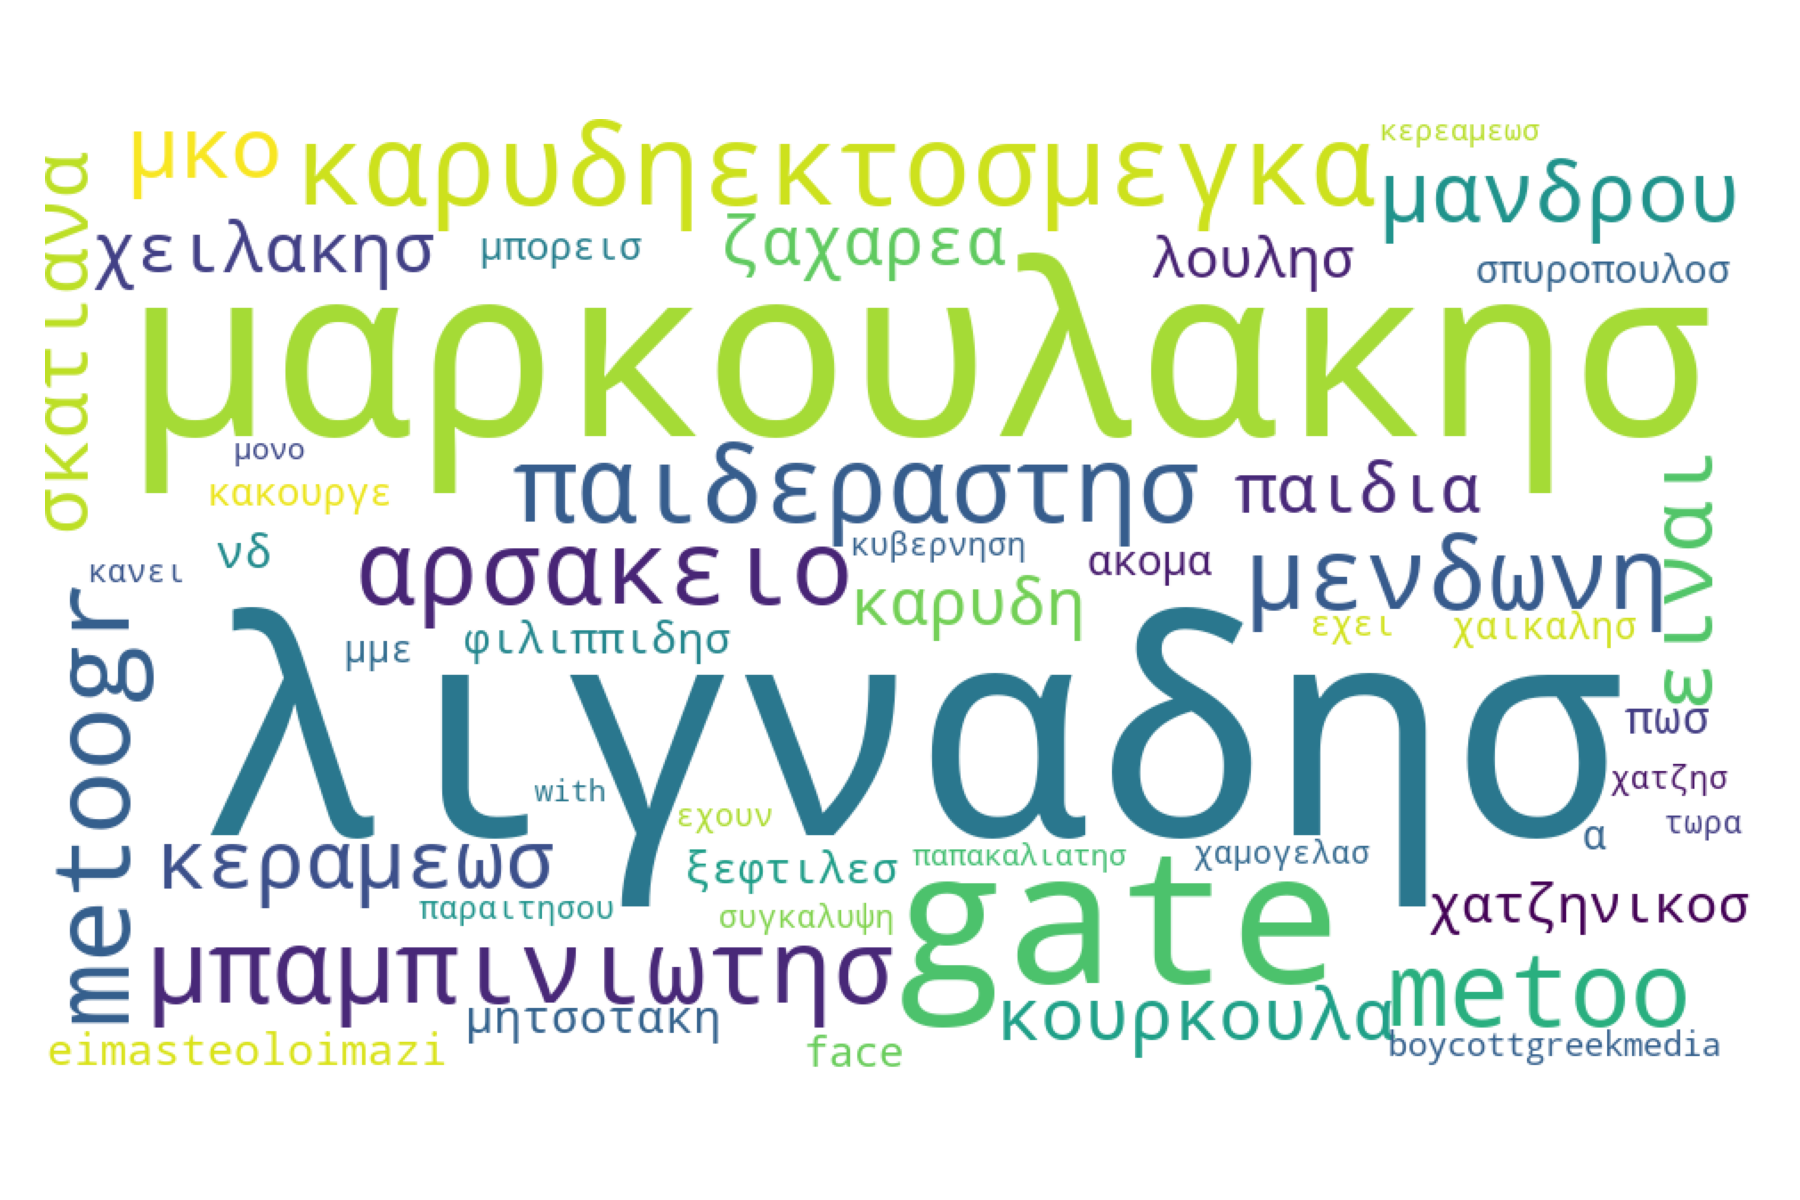 κερεαμεωσ
μκο
καρυδηεκτοσμεγκα
μανδρου
σκατιανα
χειλακησ
μπορεισ
ζαχαρεα
λουλησ
σπυροπουλοσ
μαρκουλακησ
μονο
κακουργε
παιδεραστησ
παιδια
ειναι
νδ
κανει
αρσακειο
κυβερνηση
ακομα
μενδωνη
καρυδη
metoogr
μμε
φιλιππιδησ
εχει
χαικαλησ
λιγναδησ
πωσ
with
εχουν
χατζησ
τωρα
α
κεραμεωσ
ξεφτιλεσ
παπακαλιατησ
χαμογελασ
παραιτησου
συγκαλυψη
gate
χατζηνικοσ
μπαμπινιωτησ
μητσοτακη
κουρκουλα
metoo
eimasteoloimazi
face
boycottgreekmedia